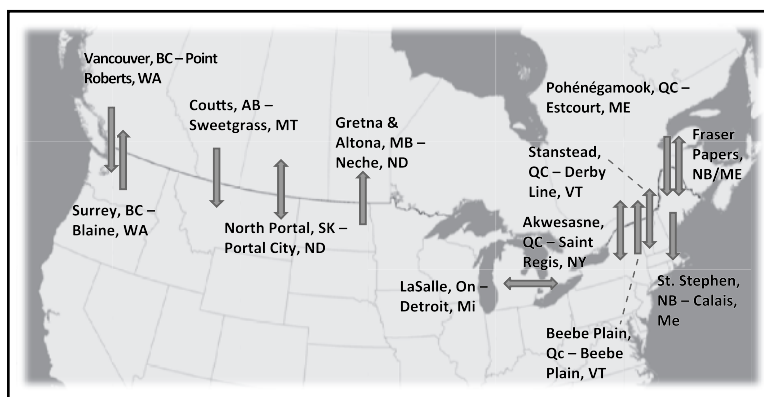 Vancouver, BC – Point
Roberts, WA
Coutts, AB –
Sweetgrass, MT
Gretna &
Altona, MB –
Neche, ND
Pohénégamook, QC –
Estcourt, ME
Stanstead,
QC – Derby
Line, VT
Fraser
Papers,
NB/ME
Surrey, BC –
Blaine, WA
North Portal, SK –
Portal City, ND
Akwesasne,
QC – Saint
Regis, NY
LaSalle, On –
Detroit, Mi
St. Stephen,
NB – Calais,
Me
Beebe Plain,
Qc – Beebe
Plain, VT